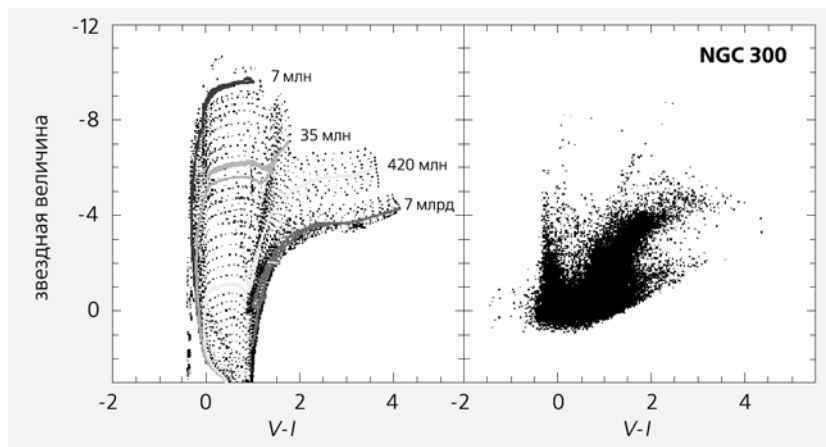 -12
-8
-4
0
звездная величина
7 млн
35 млн
420 млн
7 млрд
-2 0 2 4
V-I
NGC 300
-2 0 2 4
V-I